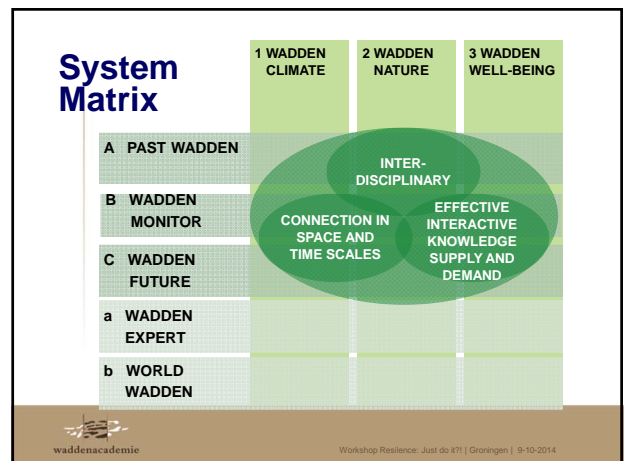 System
Matrix
1 WADDEN
CLIMATE
2 WADDEN
NATURE
3 WADDEN
WELL-BEING
A PAST WADDEN
B WADDEN
MONITOR
C WADDEN
FUTURE
a WADDEN
EXPERT
b WORLD
WADDEN
INTER-
DISCIPLINARY
CONNECTION IN
SPACE AND
TIME SCALES
EFFECTIVE
INTERACTIVE
KNOWLEDGE
SUPPLY AND
DEMAND
waddenacademie
Workshop Resilence: Just do it?! | Groningen | 9-10-2014